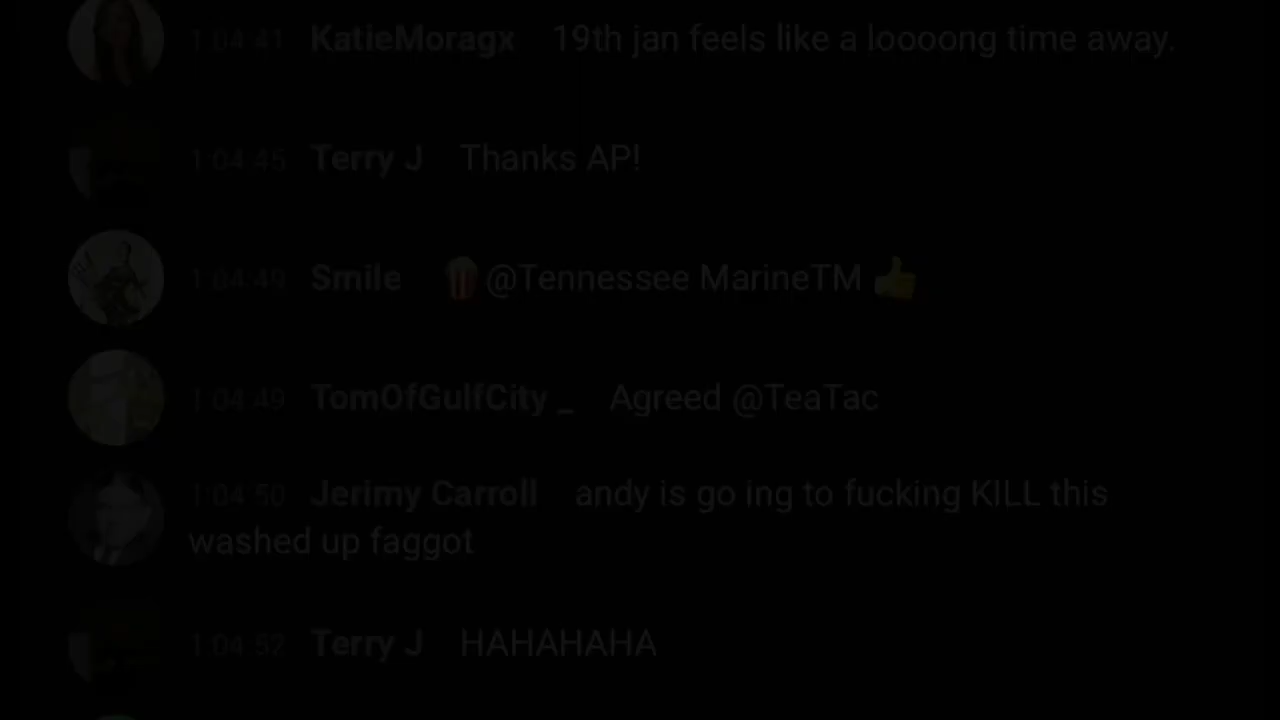 1:04:41 KatieMoragx 19th jan feels like a loooong time away.
1:04:45 Terry J Thanks AP!
1:04:49 Smile 🍿@Tennessee MarineTM 👍
1:04:49 TomOfGulfCity _ Agreed @TeaTac
1:04:50 Jerimy Carroll andy is go ing to fucking KILL this
washed up faggot
1:04:52 Terry J HAHAHAHA